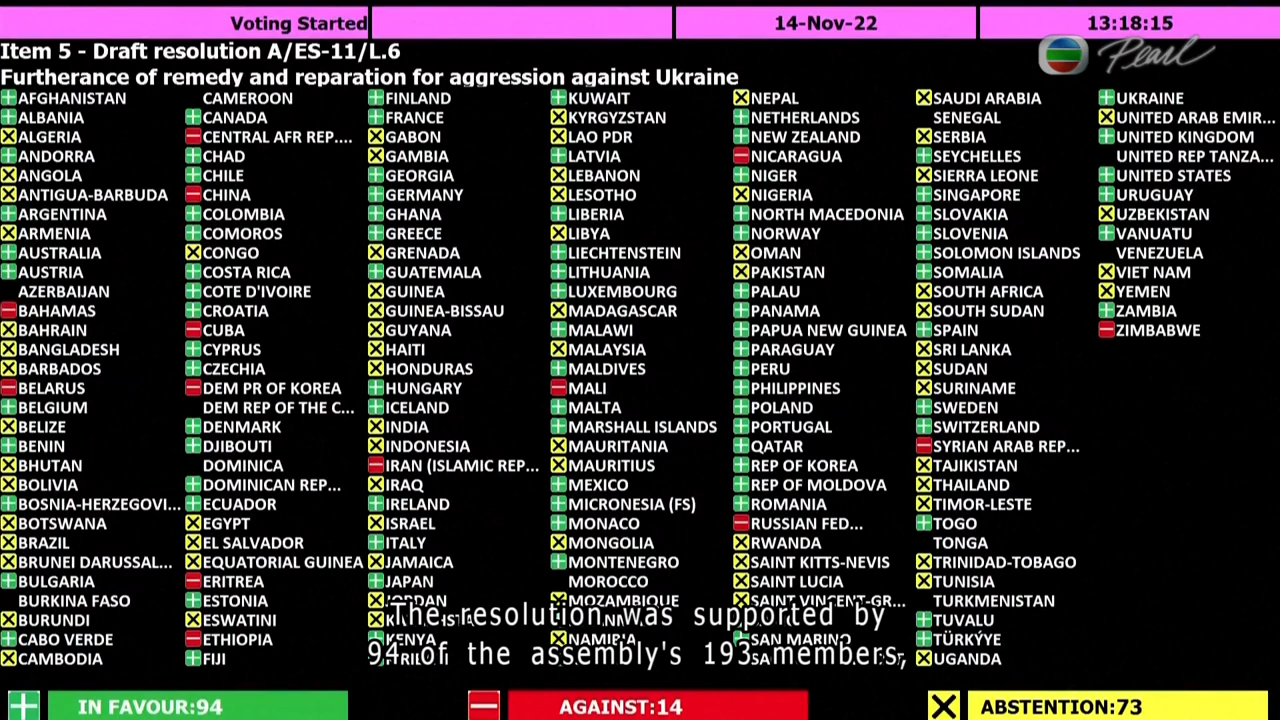 Voting Started 14-Nov-22 13:18:15
Item 5 - Draft resolution A/ES-11/L.6
Pearl
Furtherance of remedy and reparation for aggression against Ukraine
AFGHANISTAN
ALBANIA
ALGERIA
ANDORRA
ANGOLA
ANTIGUA-BARBUDA
ARGENTINA
ARMENIA
AUSTRALIA
AUSTRIA
AZERBAIJAN
BAHAMAS
BAHRAIN
BANGLADESH
BARBADOS
BELARUS
BELGIUM
BELIZE
BENIN
BHUTAN
BOLIVIA
BOSNIA-HERZEGOVI...
BOTSWANA
BRAZIL
BRUNEI DARUSSAL...
BULGARIA
BURKINA FASO
BURUNDI
CABO VERDE
CAMBODIA
CAMEROON
CANADA
CENTRAL AFR REP....
CHAD
CHILE
CHINA
COLOMBIA
COMOROS
CONGO
COSTA RICA
COTE D'IVOIRE
CROATIA
CUBA
CYPRUS
CZECHIA
DEM PR OF KOREA
DEM REP OF THE C...
DENMARK
DJIBOUTI
DOMINICA
DOMINICAN REP...
ECUADOR
EGYPT
EL SALVADOR
EQUATORIAL GUINEA
ERITREA
ESTONIA
ESWATINI
ETHIOPIA
FIJI
FINLAND
FRANCE
GABON
GAMBIA
GEORGIA
GERMANY
GHANA
GREECE
GRENADA
GUATEMALA
GUINEA
GUINEA-BISSAU
GUYANA
HAITI
HONDURAS
HUNGARY
ICELAND
INDIA
INDONESIA
IRAN (ISLAMIC REP...
IRAQ
IRELAND
ISRAEL
ITALY
JAMAICA
JAPAN
JORDAN
KENYA
KUWAIT
KYRGYZSTAN
LAO PDR
LATVIA
LEBANON
LESOTHO
LIBERIA
LIBYA
LIECHTENSTEIN
LITHUANIA
LUXEMBOURG
MADAGASCAR
MALAWI
MALAYSIA
MALDIVES
MALI
MALTA
MARSHALL ISLANDS
MAURITANIA
MAURITIUS
MEXICO
MICRONESIA (FS)
MONACO
MONGOLIA
MONTENEGRO
MOROCCO
MOZAMBIQUE
NAMIBIA
NEPAL
NETHERLANDS
NEW ZEALAND
NICARAGUA
NIGER
NIGERIA
NORTH MACEDONIA
NORWAY
OMAN
PAKISTAN
PALAU
PANAMA
PAPUA NEW GUINEA
PARAGUAY
PERU
PHILIPPINES
POLAND
PORTUGAL
QATAR
REP OF KOREA
REP OF MOLDOVA
ROMANIA
RUSSIAN FED...
RWANDA
SAINT KITTS-NEVIS
SAINT LUCIA
SAINT VINCENT-GR...
SAN MARINO
SAUDI ARABIA
SENEGAL
SERBIA
SEYCHELLES
SIERRA LEONE
SINGAPORE
SLOVAKIA
SLOVENIA
SOLOMON ISLANDS
SOMALIA
SOUTH AFRICA
SOUTH SUDAN
SPAIN
SRI LANKA
SUDAN
SURINAME
SWEDEN
SWITZERLAND
SYRIAN ARAB REP...
TAJIKISTAN
THAILAND
TIMOR-LESTE
TOGO
TONGA
TRINIDAD-TOBAGO
TUNISIA
TURKMENISTAN
TUVALU
TÜRKÝYE
UGANDA
UKRAINE
UNITED ARAB EMIR...
UNITED KINGDOM
UNITED REP TANZA...
UNITED STATES
URUGUAY
UZBEKISTAN
VANUATU
VENEZUELA
VIET NAM
YEMEN
ZAMBIA
ZIMBABWE
The resolution was supported by
94 of the assembly's 193 members,
IN FAVOUR:94 AGAINST:14 ABSTENTION:73